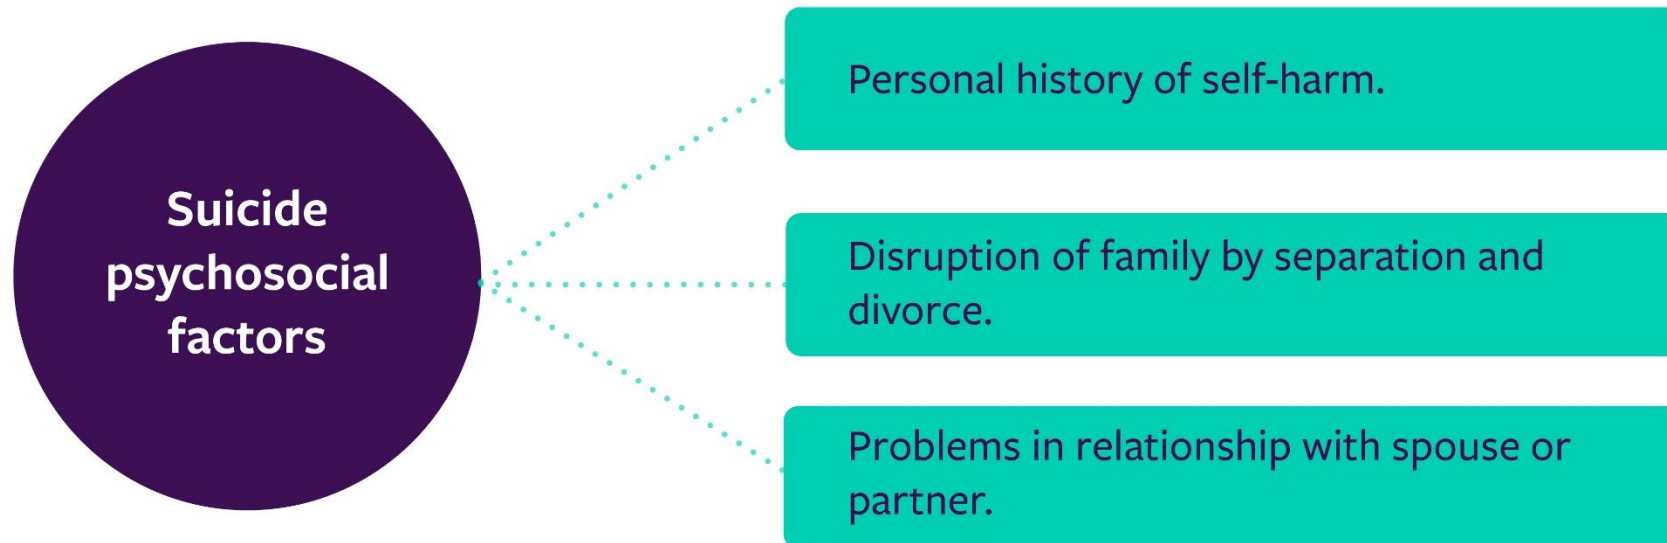 Suicide
psychosocial
factors
Personal history of self-harm.
Disruption of family by separation and
divorce.
Problems in relationship with spouse or
partner.